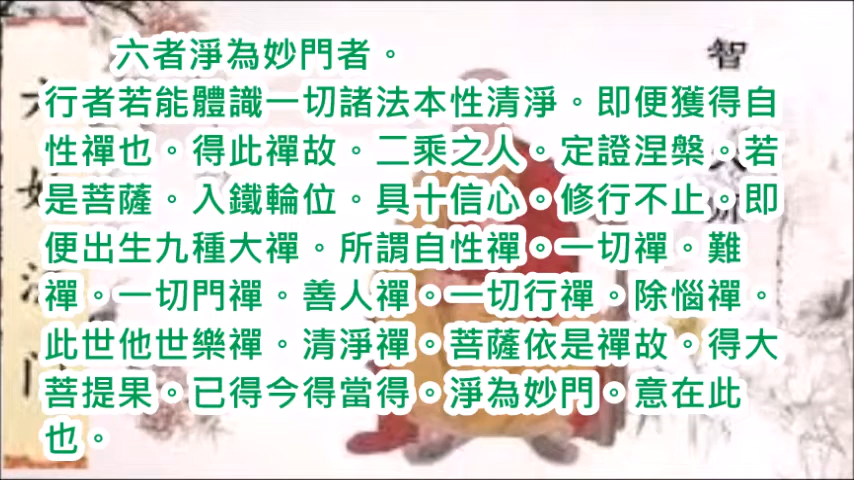 六者淨為妙門者。
行者若能體識一切諸法本性清淨。即便獲得自
性禪也。得此禪故。二乘之人。定證涅槃。若
是菩薩。入鐵輪位。具十信心。修行不止。即
便出生九種大禪。所謂自性禪。一切禪。難
禪。一切門禪。善人禪。一切行禪。除惱禪。
此世他世樂禪。清淨禪。菩薩依是禪故。得大
菩提果。已得今得當得。淨為妙門。意在此
也。
智